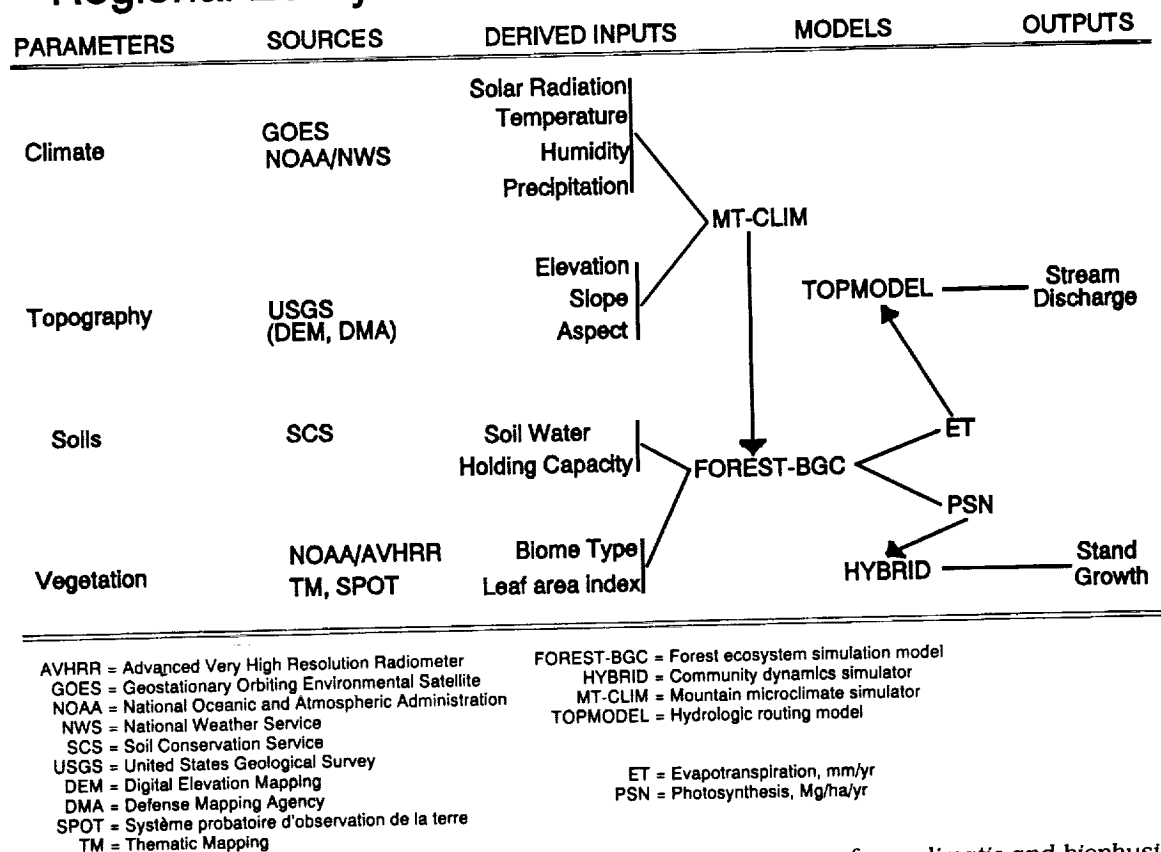 PARAMETERS SOURCES DERIVED INPUTS MODELS OUTPUTS
Solar Radiation
Temperature
Humidity
Precipitation
Climate
GOES
NOAA/NWS
MT-CLIM
Elevation
Slope
Aspect
Topography
USGS
(DEM, DMA)
TOPMODEL
Stream
Discharge
Soils
SCS
Soil Water
Holding Capacity
FOREST-BGC
ET
PSN
Vegetation
NOAA/AVHRR
TM, SPOT
Biome Type
Leaf area index
HYBRID
Stand
Growth
AVHRR = Advanced Very High Resolution Radiometer
GOES = Geostationary Orbiting Environmental Satellite
NOAA = National Oceanic and Atmospheric Administration
NWS = National Weather Service
SCS = Soil Conservation Service
USGS = United States Geological Survey
DEM = Digital Elevation Mapping
DMA = Defense Mapping Agency
SPOT = Système probatoire d'observation de la terre
TM = Thematic Mapping
FOREST-BGC = Forest ecosystem simulation model
HYBRID = Community dynamics simulator
MT-CLIM = Mountain microclimate simulator
TOPMODEL = Hydrologic routing model
ET = Evapotranspiration, mm/yr
PSN = Photosynthesis, Mg/ha/yr
climatic and